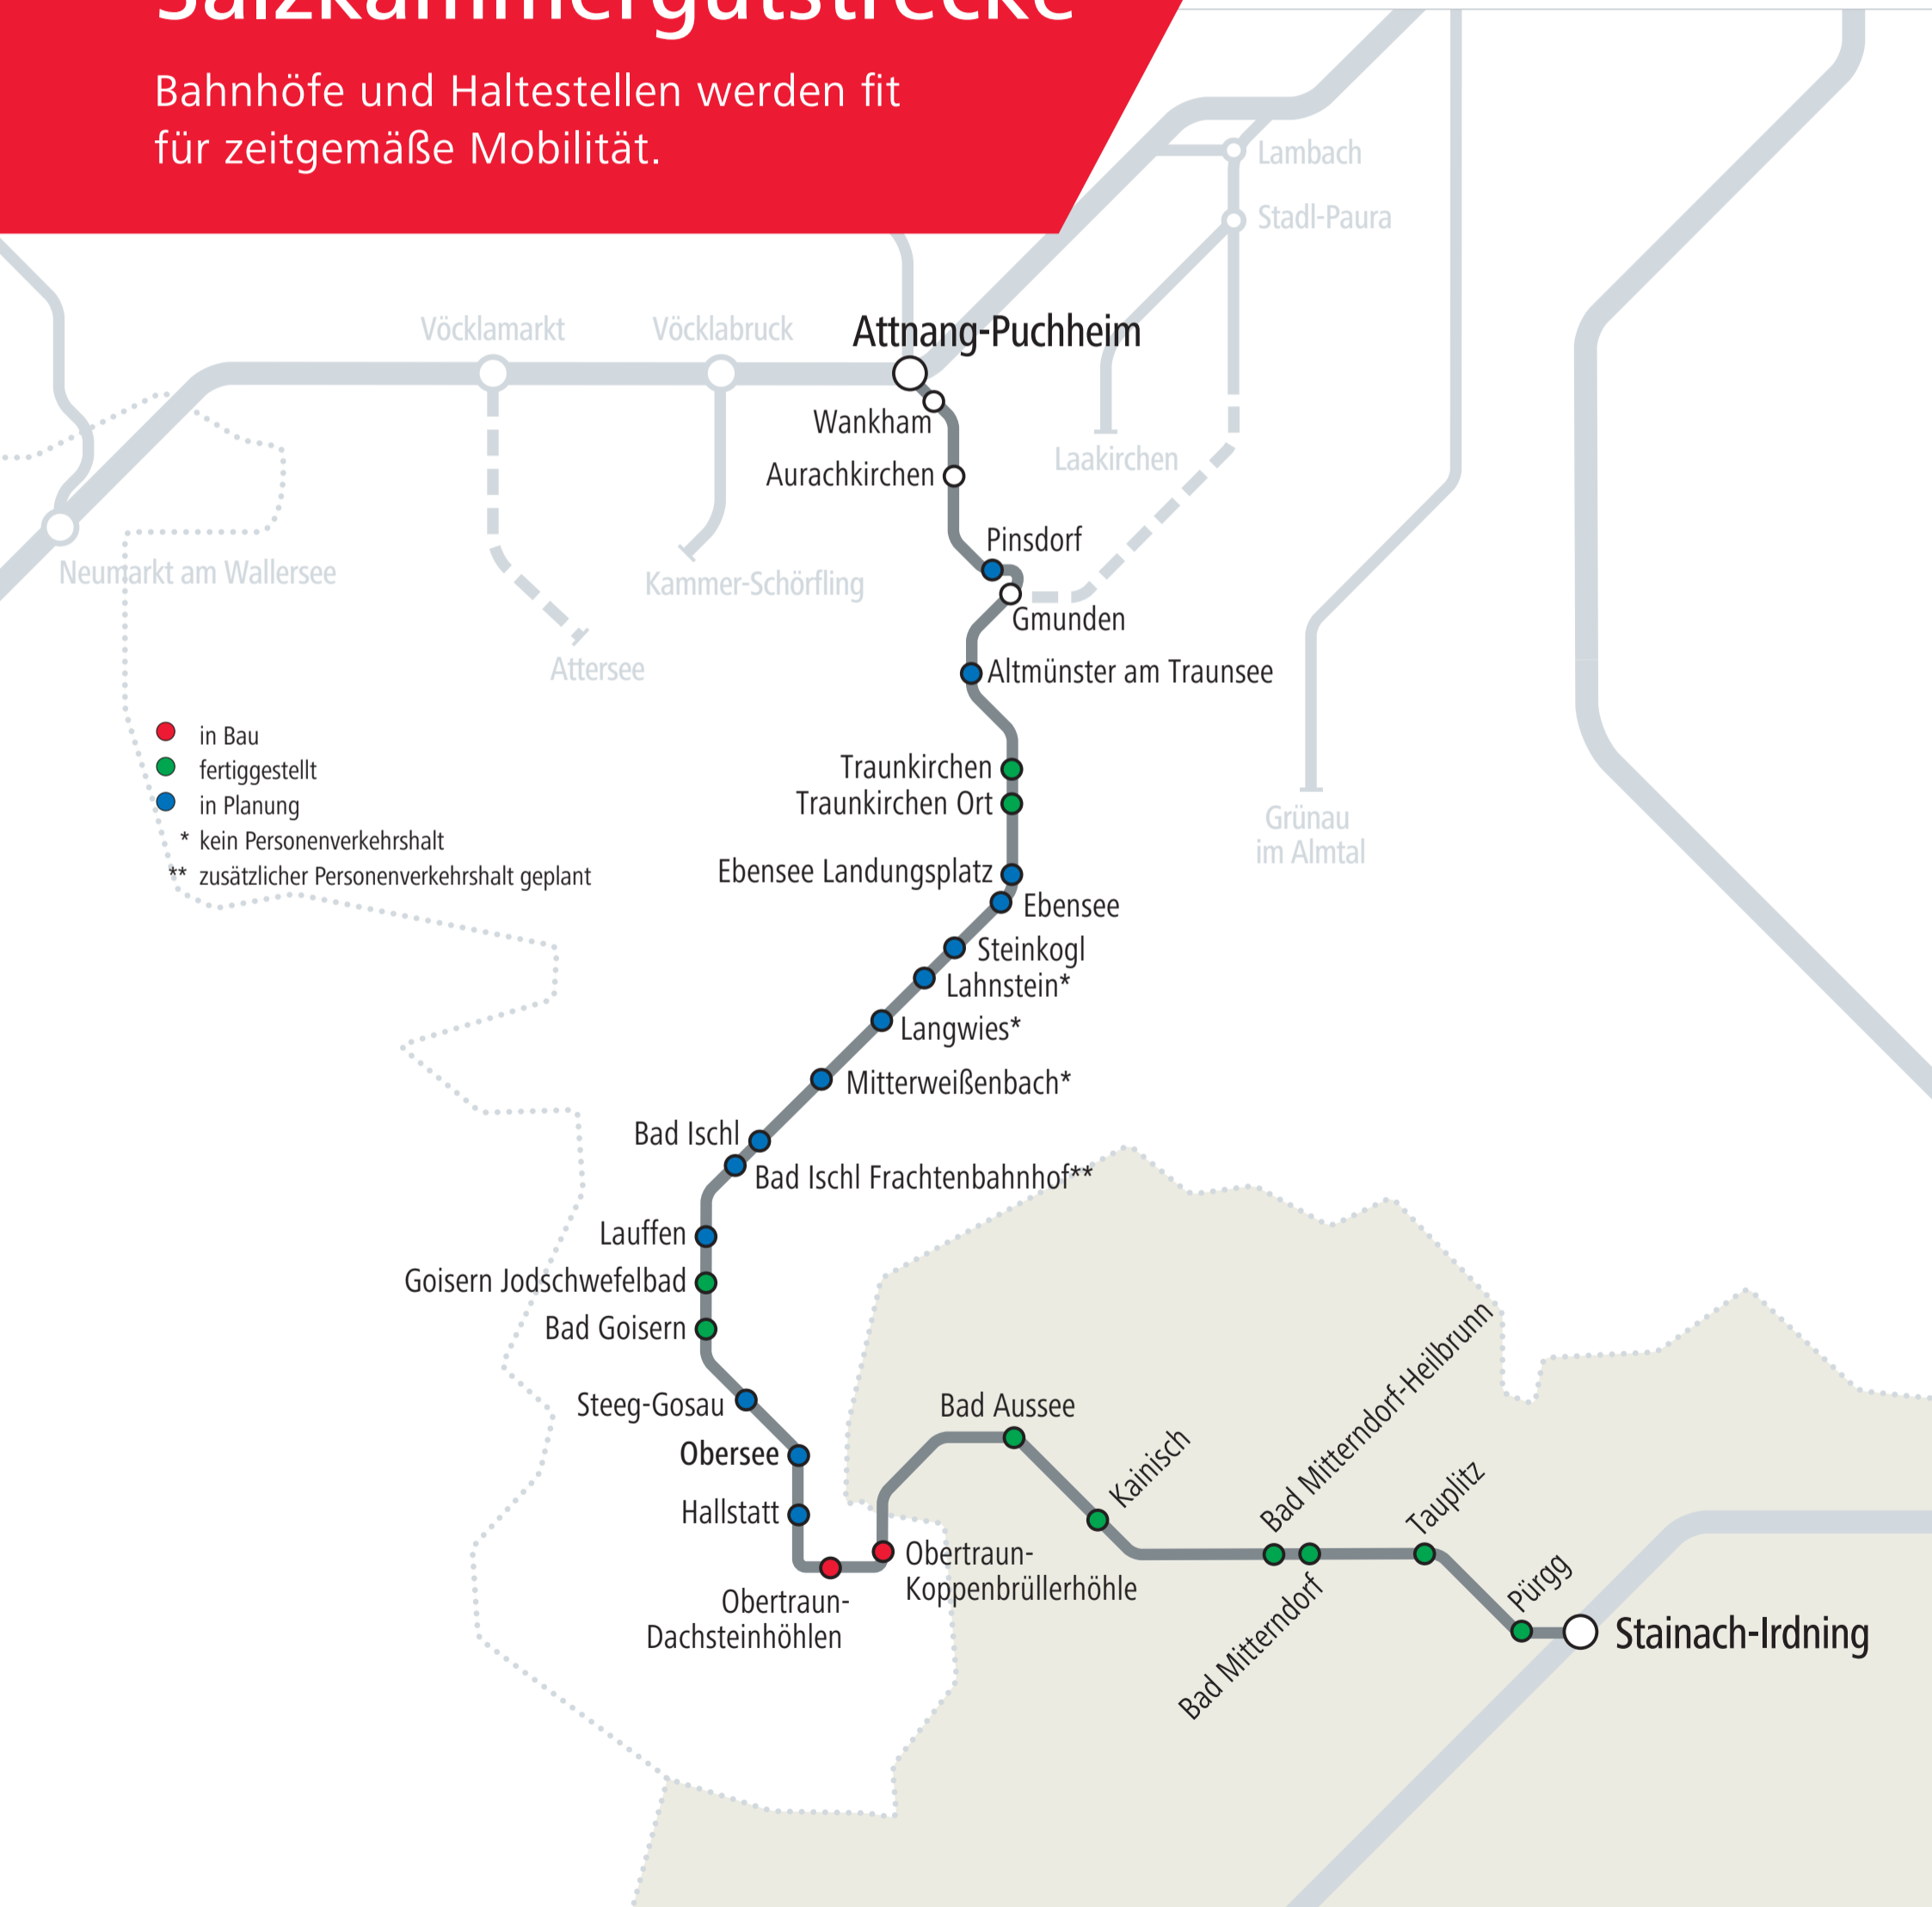 Salzkammergutstrecke
Bahnhöfe und Haltestellen werden fit
für zeitgemäße Mobilität.
Lambach
Stadl-Paura
Vöcklamarkt
Vöcklabruck
Attnang-Puchheim
Wankham
Aurachkirchen
Laakirchen
Pinsdorf
Neumarkt am Wallersee
Kammer-Schörfling
Gmunden
Attersee
Altmünster am Traunsee
in Bau
fertiggestellt
in Planung
* kein Personenverkehrshalt
** zusätzlicher Personenverkehrshalt geplant
Traunkirchen
Traunkirchen Ort
Grünau
im Almtal
Ebensee Landungsplatz
Ebensee
Steinkogl
Lahnstein*
Langwies*
Mitterweißenbach*
Bad Ischl
Bad Ischl Frachtenbahnhof**
Lauffen
Goisern Jodschwefelbad
Bad Goisern
Steeg-Gosau
Obersee
Hallstatt
Obertraun-
Dachsteinhöhlen
Obertraun-
Koppenbrüllerhöhle
Bad Aussee
Kainisch
Bad Mitterndorf-Heilbrunn
Bad Mitterndorf
Tauplitz
Pürgg
Stainach-Irdning